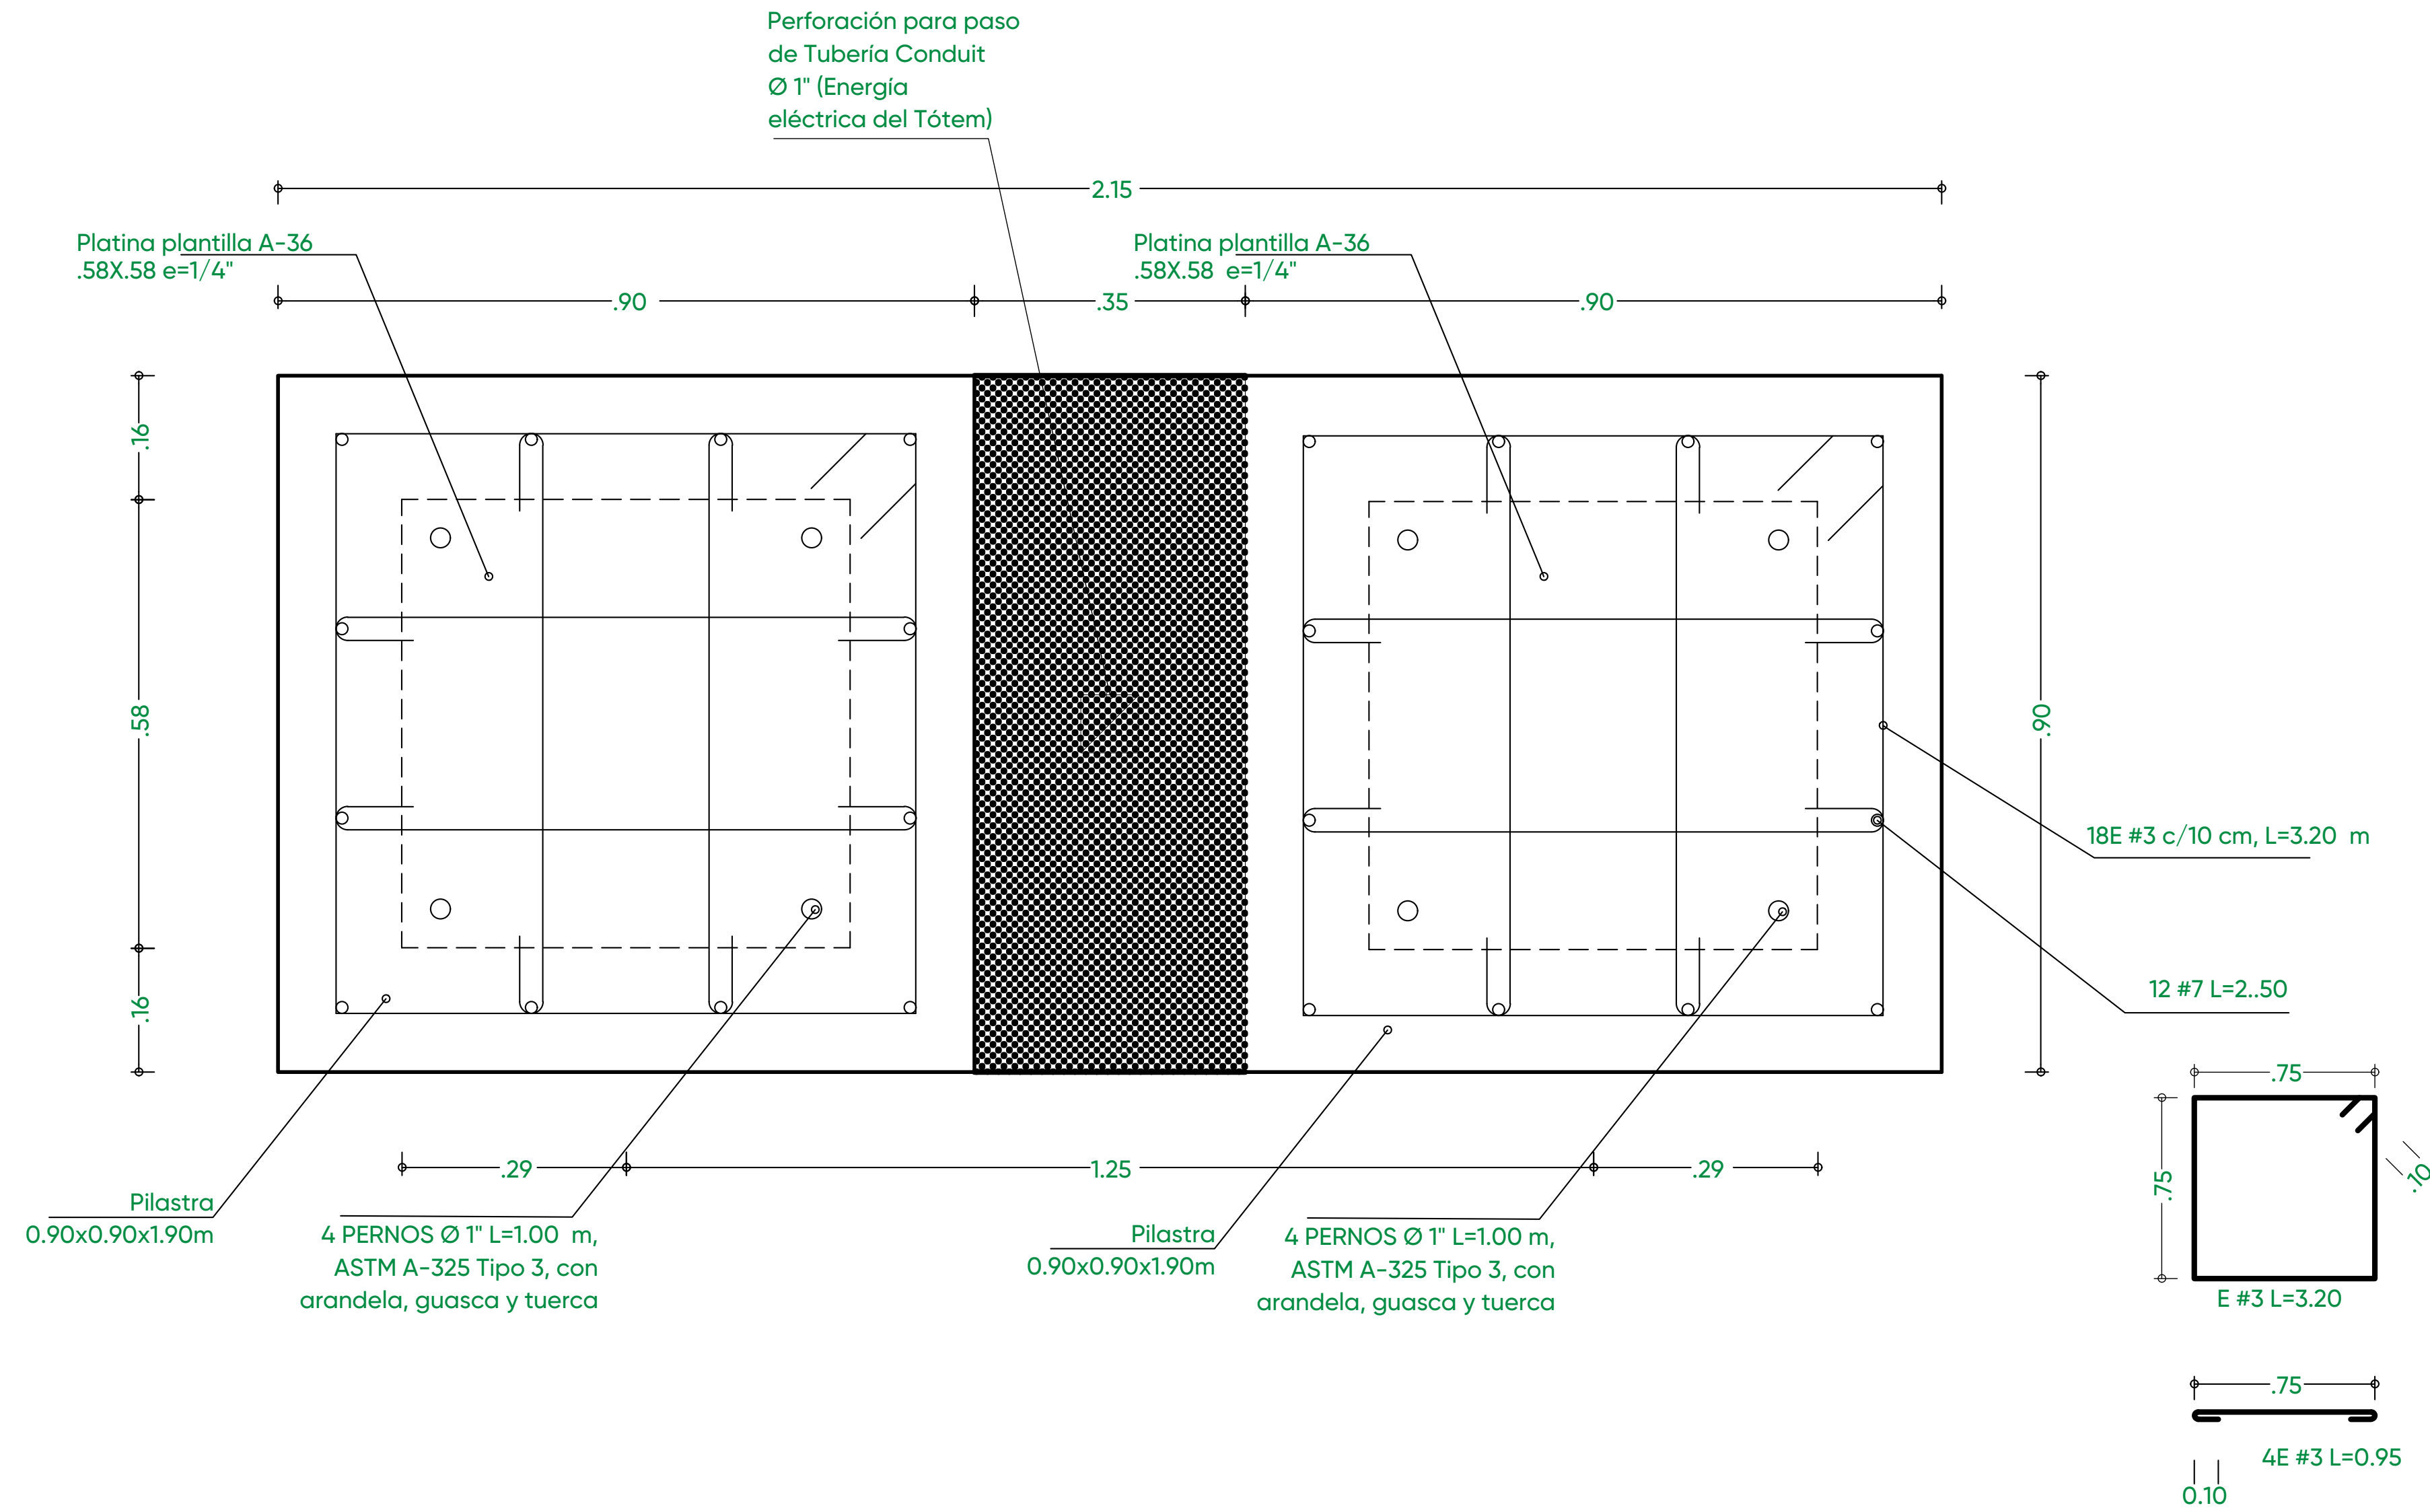 Perforación para paso
de Tubería Conduit
Ø 1" (Energía
eléctrica del Tótem)
2.15
Platina plantilla A-36
.58X.58 e=1/4"
Platina plantilla A-36
.58X.58 e=1/4"
.90
.35
.90
.16
.58
.16
.90
18E #3 c/10 cm, L=3.20 m
12 #7 L=2..50
.29
1.25
.29
Pilastra
0.90x0.90x1.90m
4 PERNOS Ø 1" L=1.00 m,
ASTM A-325 Tipo 3, con
arandela, guasca y tuerca
Pilastra
0.90x0.90x1.90m
4 PERNOS Ø 1" L=1.00 m,
ASTM A-325 Tipo 3, con
arandela, guasca y tuerca
.75
.75
.10
E #3 L=3.20
.75
4E #3 L=0.95
0.10